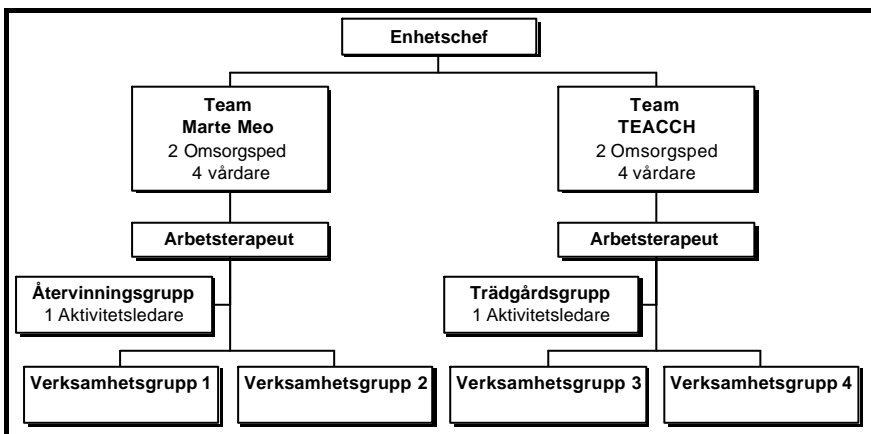 Enhetschef
Team
Marte Meo
2 Omsorgsped
4 vårdare
Team
TEACCH
2 Omsorgsped
4 vårdare
Arbetsterapeut
Arbetsterapeut
Återvinningsgrupp
1 Aktivitetsledare
Trädgårdsgrupp
1 Aktivitetsledare
Verksamhetsgrupp 1
Verksamhetsgrupp 2
Verksamhetsgrupp 3
Verksamhetsgrupp 4